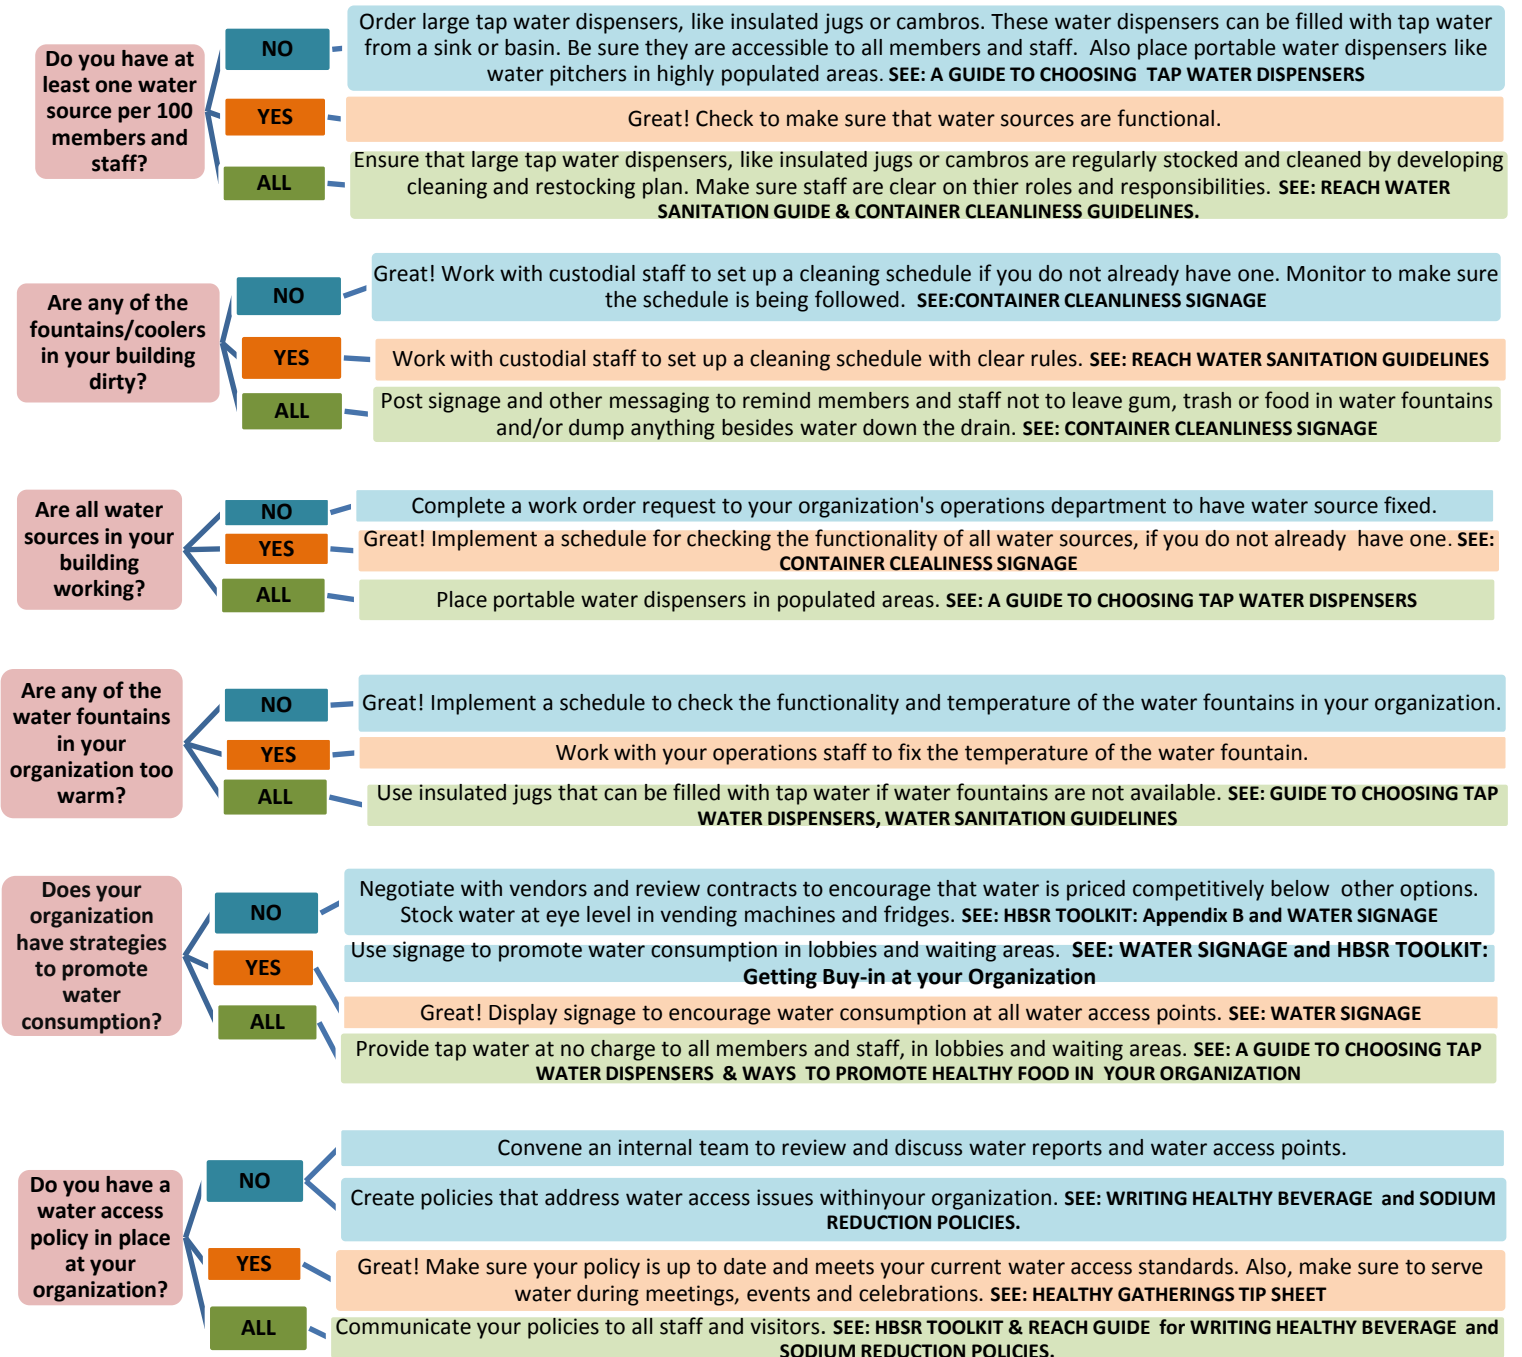 Do you have at
least one water
source per 100
members and
staff?
NO
Order large tap water dispensers, like insulated jugs or cambros. These water dispensers can be filled with tap water
from a sink or basin. Be sure they are accessible to all members and staff. Also place portable water dispensers like
water pitchers in highly populated areas. SEE: A GUIDE TO CHOOSING TAP WATER DISPENSERS
YES
Great! Check to make sure that water sources are functional.
ALL
Ensure that large tap water dispensers, like insulated jugs or cambros are regularly stocked and cleaned by developing
cleaning and restocking plan. Make sure staff are clear on thier roles and responsibilities. SEE: REACH WATER
SANITATION GUIDE & CONTAINER CLEANLINESS GUIDELINES.
Are any of the
fountains/coolers
in your building
dirty?
NO
Great! Work with custodial staff to set up a cleaning schedule if you do not already have one. Monitor to make sure
the schedule is being followed. SEE:CONTAINER CLEANLINESS SIGNAGE
YES
Work with custodial staff to set up a cleaning schedule with clear rules. SEE: REACH WATER SANITATION GUIDELINES
ALL
Post signage and other messaging to remind members and staff not to leave gum, trash or food in water fountains
and/or dump anything besides water down the drain. SEE: CONTAINER CLEANLINESS SIGNAGE
Are all water
sources in your
building
working?
NO
Complete a work order request to your organization's operations department to have water source fixed.
YES
Great! Implement a schedule for checking the functionality of all water sources, if you do not already have one. SEE:
CONTAINER CLEALINESS SIGNAGE
ALL
Place portable water dispensers in populated areas. SEE: A GUIDE TO CHOOSING TAP WATER DISPENSERS
Are any of the
water fountains
in your
organization too
warm?
NO
Great! Implement a schedule to check the functionality and temperature of the water fountains in your organization.
YES
Work with your operations staff to fix the temperature of the water fountain.
ALL
Use insulated jugs that can be filled with tap water if water fountains are not available. SEE: GUIDE TO CHOOSING TAP
WATER DISPENSERS, WATER SANITATION GUIDELINES
Does your
organization
have strategies
to promote
water
consumption?
NO
Negotiate with vendors and review contracts to encourage that water is priced competitively below other options.
Stock water at eye level in vending machines and fridges. SEE: HBSR TOOLKIT: Appendix B and WATER SIGNAGE
Use signage to promote water consumption in lobbies and waiting areas. SEE: WATER SIGNAGE and HBSR TOOLKIT:
Getting Buy-in at your Organization
YES
Great! Display signage to encourage water consumption at all water access points. SEE: WATER SIGNAGE
ALL
Provide tap water at no charge to all members and staff, in lobbies and waiting areas. SEE: A GUIDE TO CHOOSING TAP
WATER DISPENSERS & WAYS TO PROMOTE HEALTHY FOOD IN YOUR ORGANIZATION
Do you have a
water access
policy in place
at your
organization?
NO
Convene an internal team to review and discuss water reports and water access points.
Create policies that address water access issues withinyour organization. SEE: WRITING HEALTHY BEVERAGE and SODIUM
REDUCTION POLICIES.
YES
Great! Make sure your policy is up to date and meets your current water access standards. Also, make sure to serve
water during meetings, events and celebrations. SEE: HEALTHY GATHERINGS TIP SHEET
ALL
Communicate your policies to all staff and visitors. SEE: HBSR TOOLKIT & REACH GUIDE for WRITING HEALTHY BEVERAGE and
SODIUM REDUCTION POLICIES.